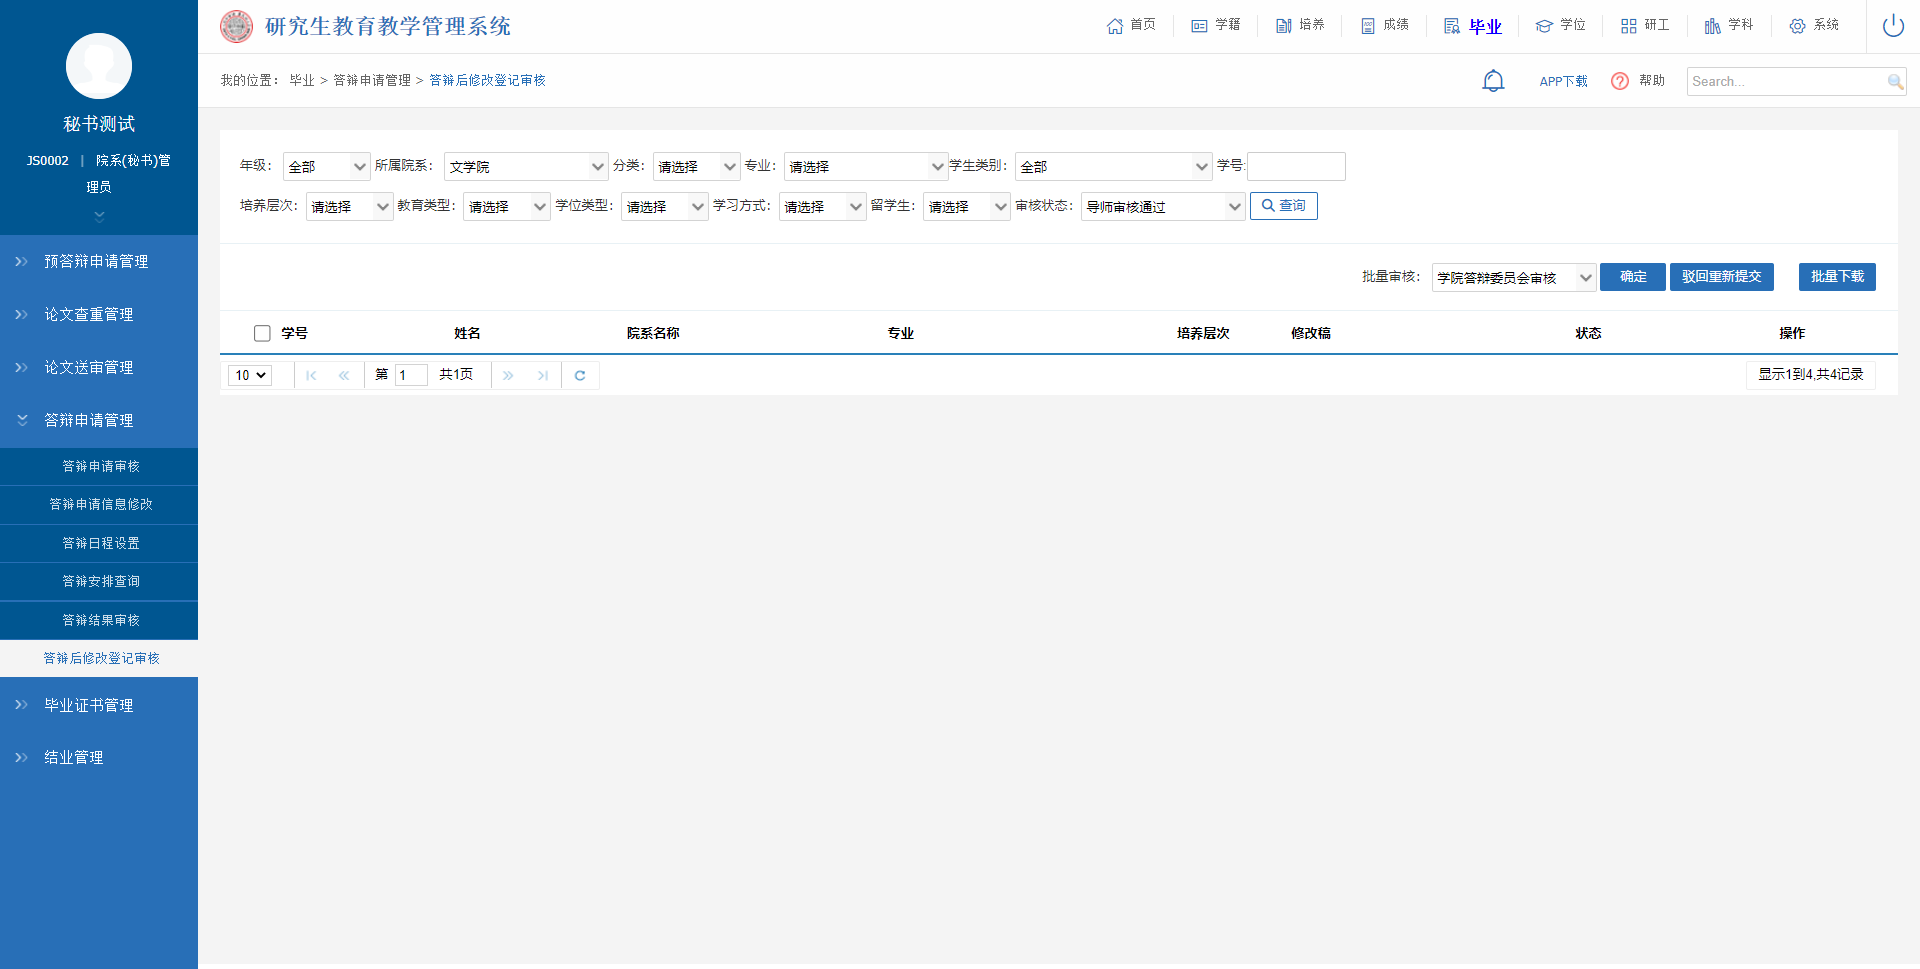 研究生教育教学管理系统
首页 学籍 培养 成绩 毕业 学位 研工 学科 系统
我的位置： 毕业 > 答辩申请管理 > 答辩后修改登记审核
APP下载 帮助 Search...
秘书测试
JS0002 | 院系(秘书)管
理员
预答辩申请管理
论文查重管理
论文送审管理
答辩申请管理
答辩申请审核
答辩申请信息修改
答辩日程设置
答辩安排查询
答辩结果审核
答辩后修改登记审核
毕业证书管理
结业管理
年级： 全部 所属院系： 文学院 分类： 请选择 专业： 请选择 学生类别： 全部 学号:
培养层次： 请选择 教育类型： 请选择 学位类型： 请选择 学习方式： 请选择 留学生： 请选择 审核状态： 导师审核通过 查询
批量审核： 学院答辩委员会审核 确定 驳回重新提交 批量下载
学号 姓名 院系名称 专业 培养层次 修改稿 状态 操作
10 第 1 共1页 显示1到4,共4记录